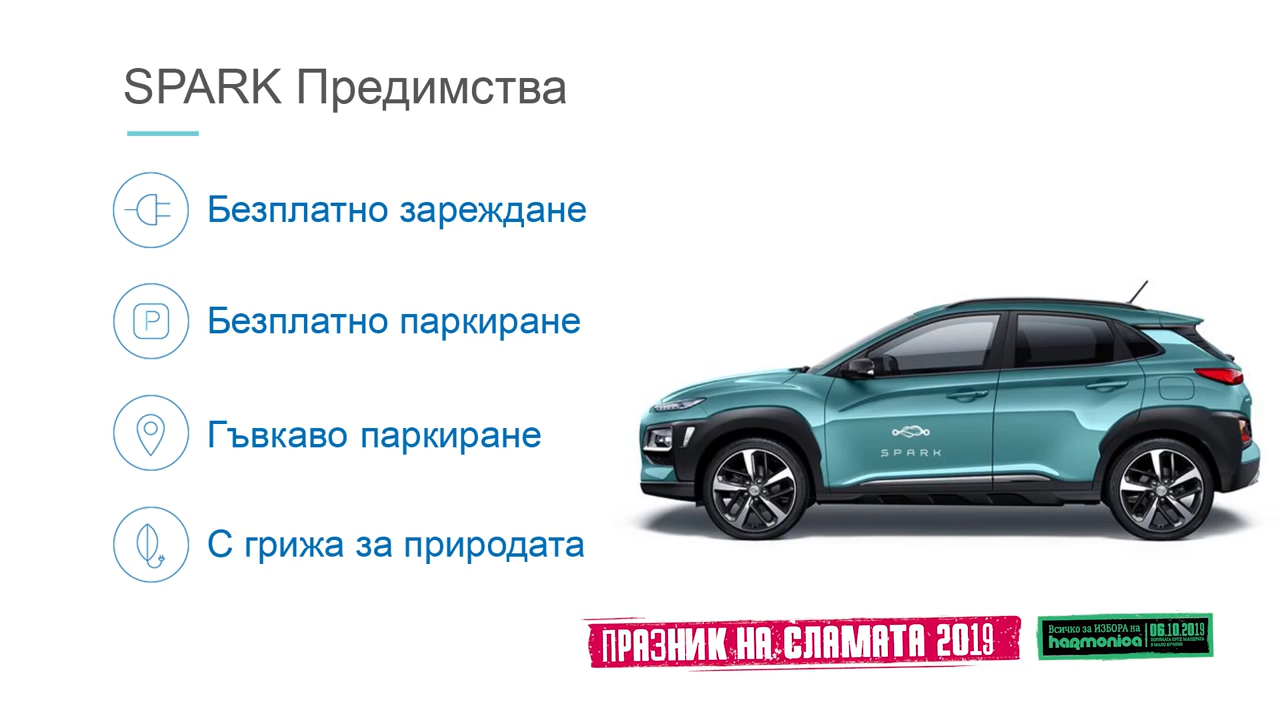 SPARK Предимства
Безплатно зареждане
P
Безплатно паркиране
Гъвкаво паркиране
С грижа за природата
SPARK
ПРАЗНИК НА СЛАМАТА 2019
Всичко за ИЗБОРА на
harmonica
06.10.2019